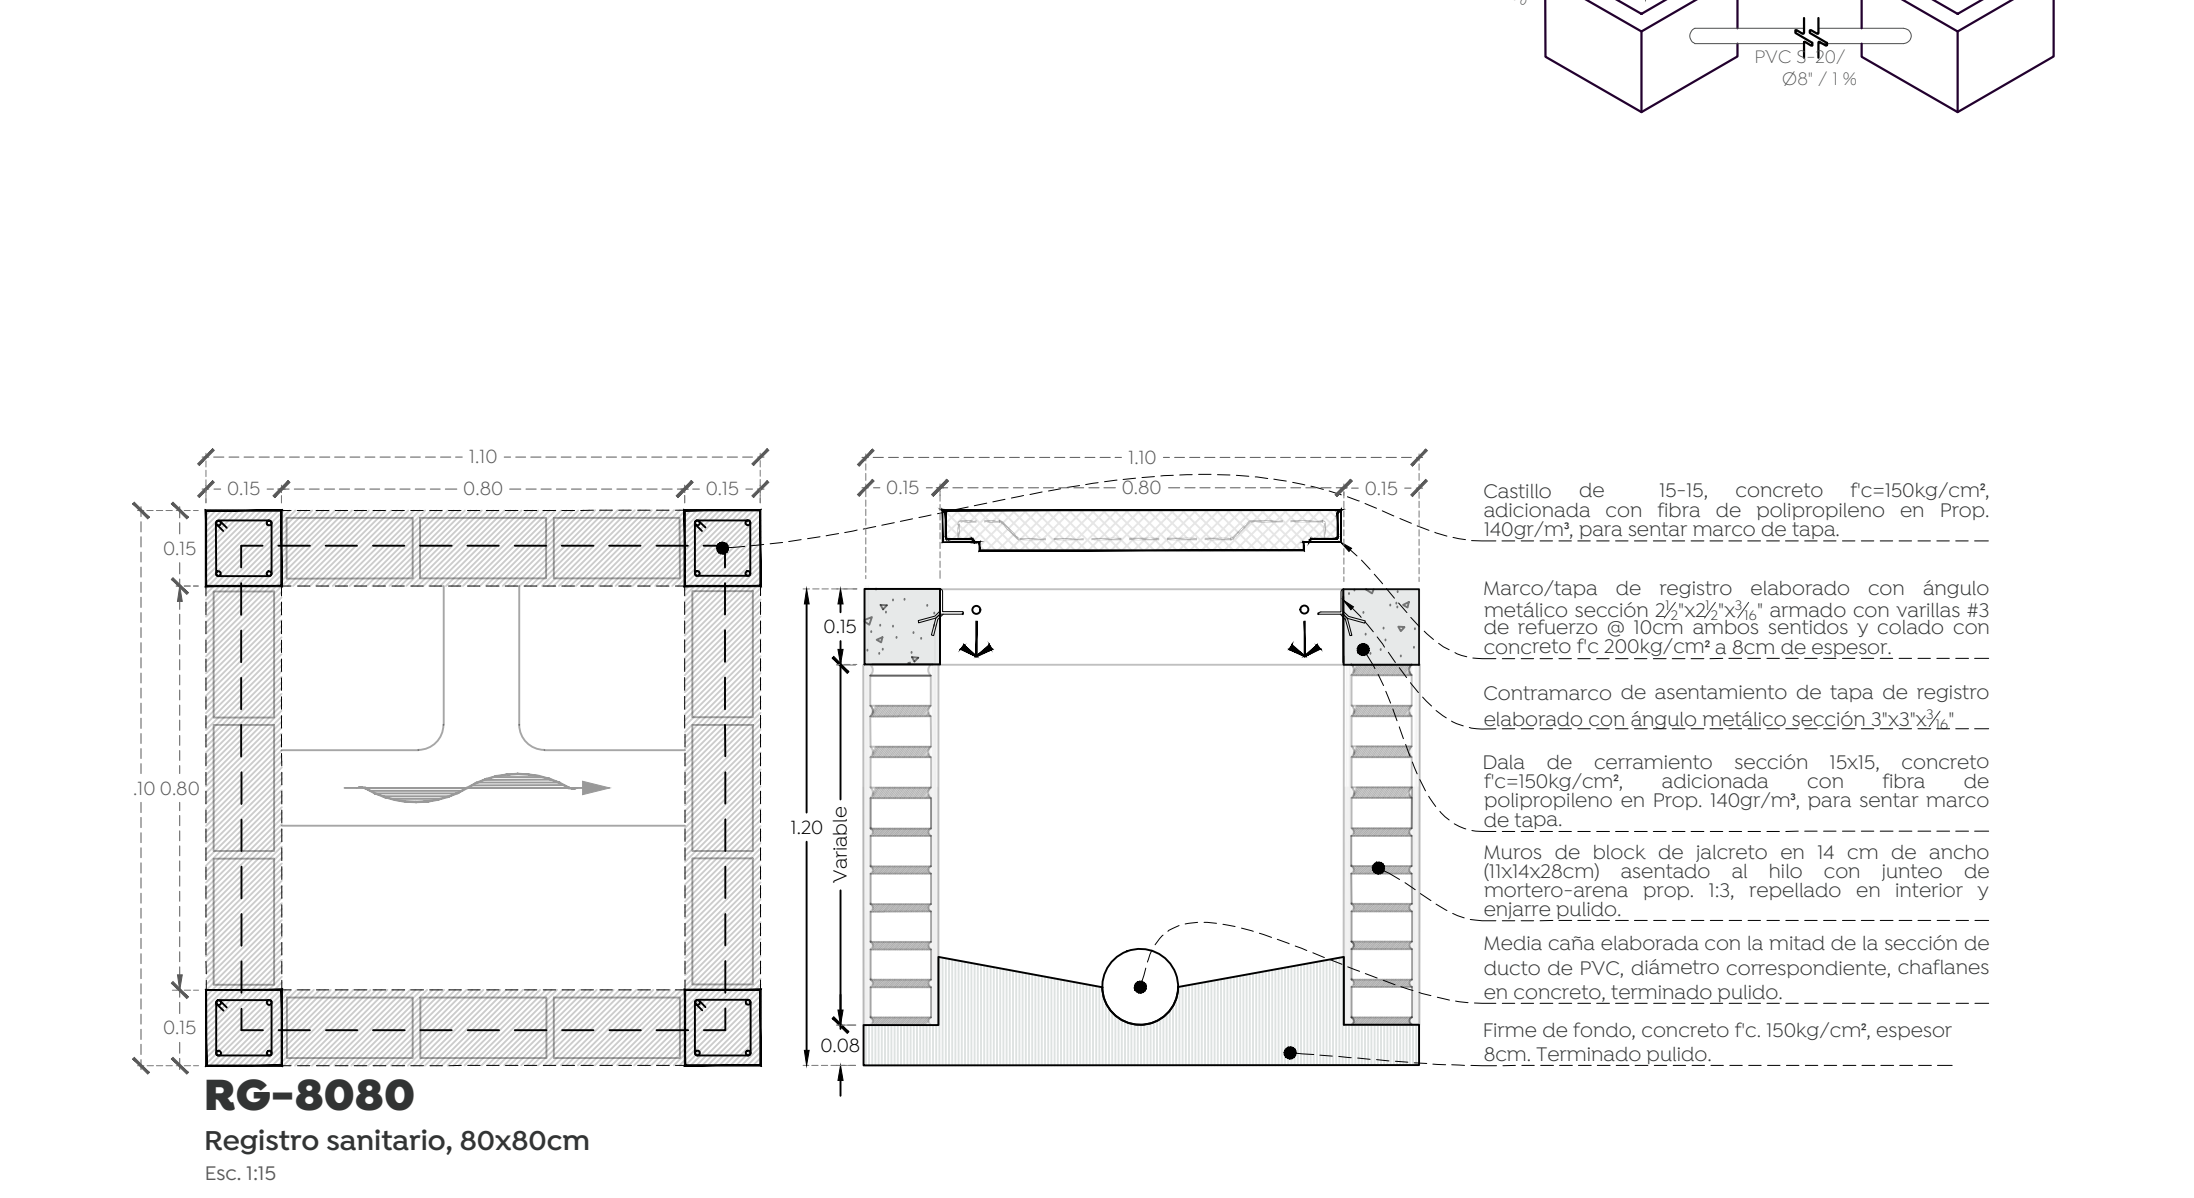 PVC S-20/
Ø8" / 1 %
1.10
0.15
0.80
0.15
0.15
.10
0.80
0.15
1.10
0.15
0.80
0.15
0.15
1.20
Variable
0.08
Castillo de 15-15, concreto f'c=150kg/cm²,
adicionada con fibra de polipropileno en Prop.
140gr/m³, para sentar marco de tapa.
Marco/tapa de registro elaborado con ángulo
metálico sección 2½"x2½"x3/16" armado con varillas #3
de refuerzo @ 10cm ambos sentidos y colado con
concreto f'c 200kg/cm² a 8cm de espesor.
Contramarco de asentamiento de tapa de registro
elaborado con ángulo metálico sección 3"x3"x3/16"
Dala de cerramiento sección 15x15, concreto
f'c=150kg/cm², adicionada con fibra de
polipropileno en Prop. 140gr/m³, para sentar marco
de tapa.
Muros de block de jalcreto en 14 cm de ancho
(11x14x28cm) asentado al hilo con junteo de
mortero-arena prop. 1:3, repellado en interior y
enjarre pulido.
Media caña elaborada con la mitad de la sección de
ducto de PVC, diámetro correspondiente, chaflanes
en concreto, terminado pulido.
Firme de fondo, concreto f'c. 150kg/cm², espesor
8cm. Terminado pulido.
RG-8080
Registro sanitario, 80x80cm
Esc. 1:15